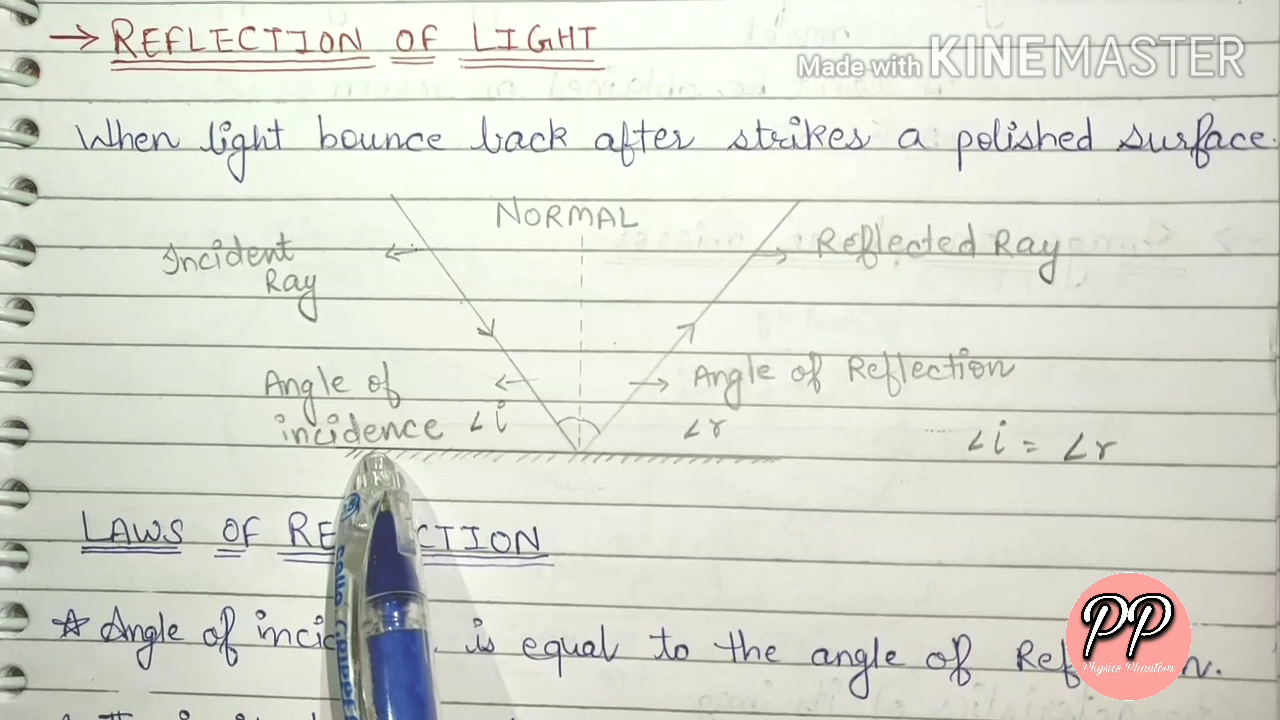 → REFLECTION OF LIGHT
Made with KINEMASTER
When light bounce back after strikes a polished surface.
NORMAL
Incident
Ray
Reflected Ray
Angle of
incidence ∠i
Angle of Reflection
∠r
∠i = ∠r
LAWS OF RE CTION
☆ Angle of inci is equal to the angle of Ref n.
PP
Physics Phantom